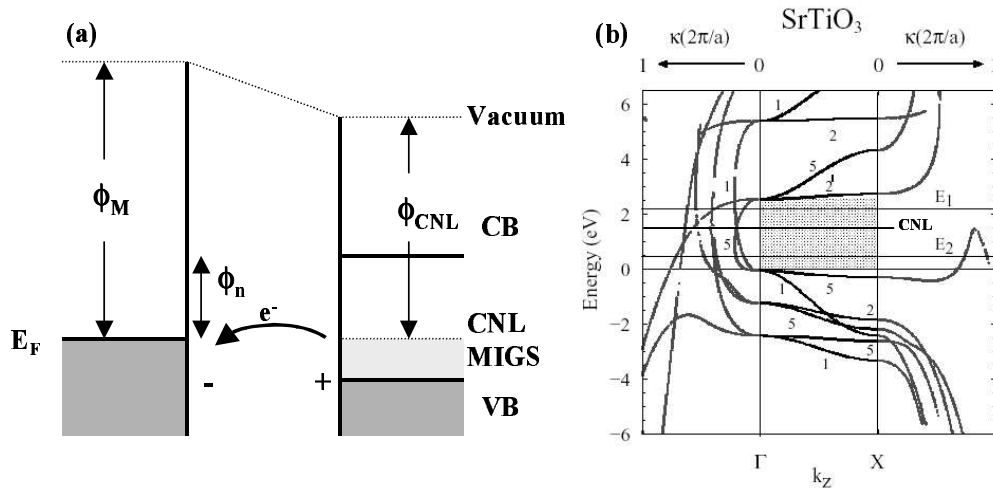 (a)
Vacuum
ϕM
ϕCNL
CB
ϕn
e-
EF
CNL
MIGS
- +
VB
(b)
SrTiO3
κ(2π/a) κ(2π/a)
1 0 0
6
4
2
0
−2
−4
−6
Energy (eV)
1
2
5
2
1
E1
CNL
5
E2
1
5
2
5
5
1
Γ X
kZ